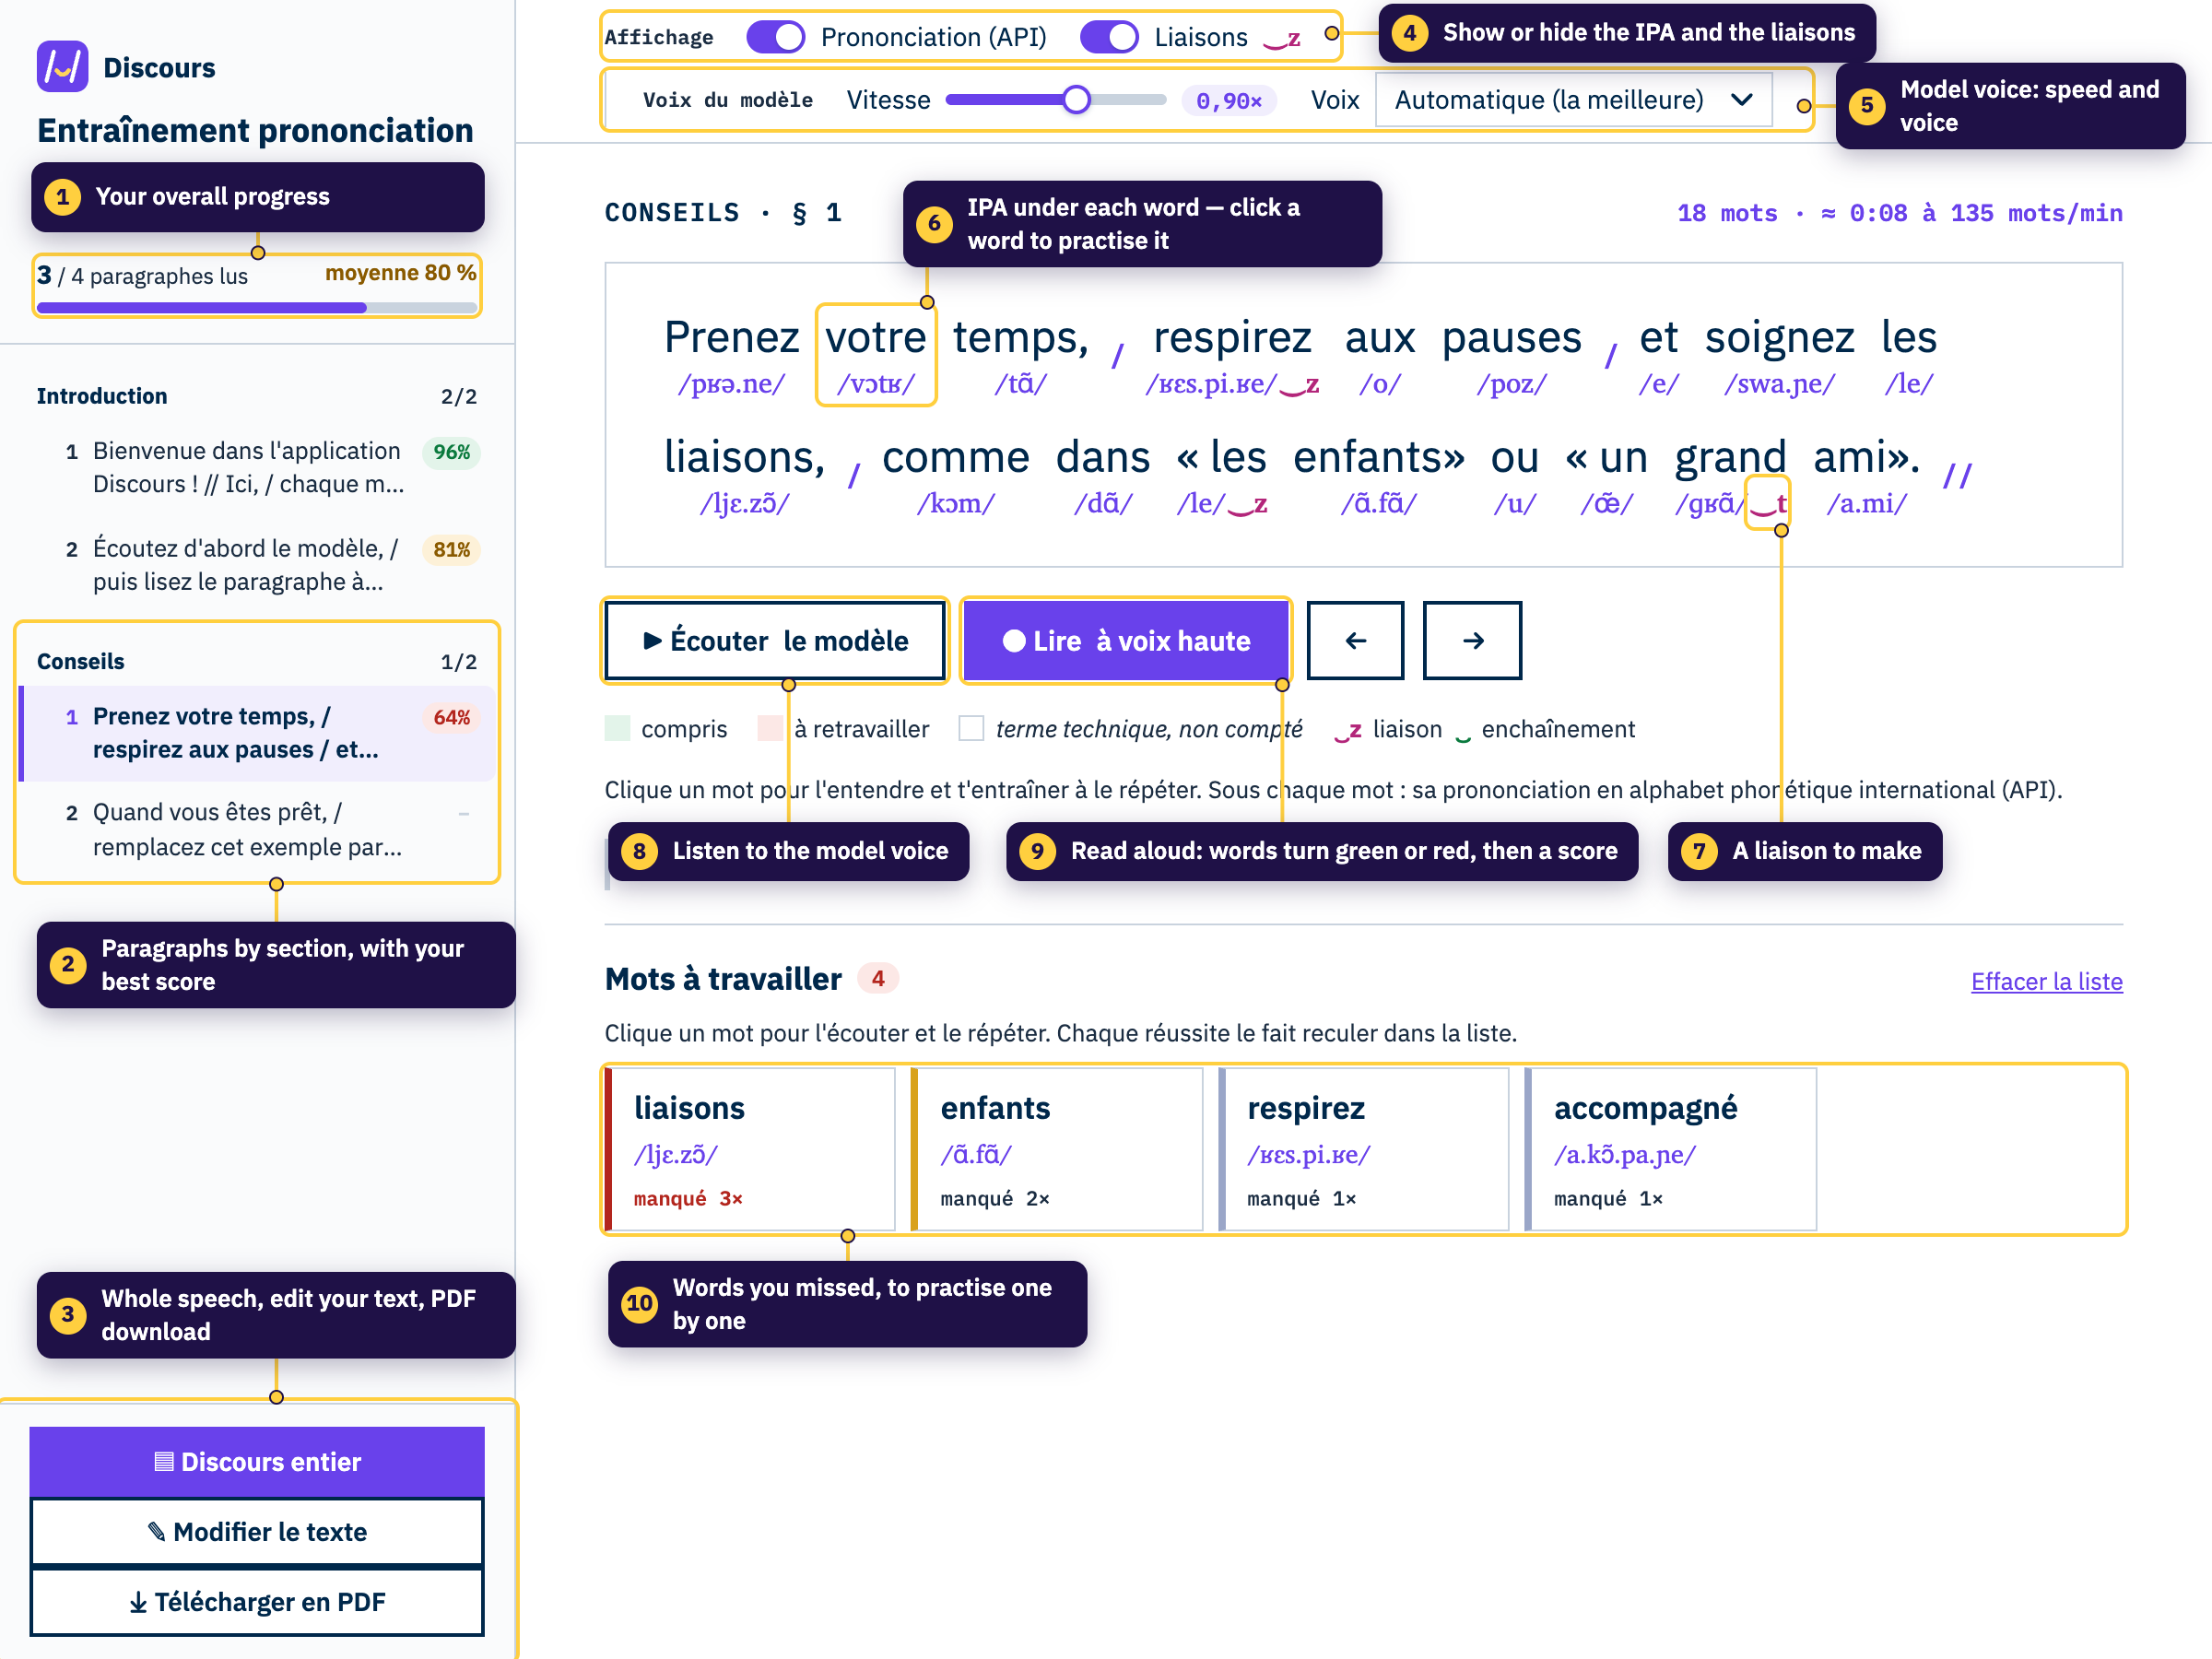 Discours
Entraînement prononciation
1 Your overall progress
3 / 4 paragraphes lus moyenne 80 %
Introduction 2/2
1 Bienvenue dans l'application 96%
Discours ! // Ici, / chaque m...
2 Écoutez d'abord le modèle, / 81%
puis lisez le paragraphe à...
Conseils 1/2
1 Prenez votre temps, / 64%
respirez aux pauses / et...
2 Quand vous êtes prêt, / –
remplacez cet exemple par...
2 Paragraphs by section, with your
best score
3 Whole speech, edit your text, PDF
download
▤ Discours entier
✎ Modifier le texte
↓ Télécharger en PDF
Affichage Prononciation (API) Liaisons ‿z
4 Show or hide the IPA and the liaisons
Voix du modèle Vitesse 0,90× Voix Automatique (la meilleure)
5 Model voice: speed and
voice
CONSEILS · § 1
6 IPA under each word — click a
word to practise it
18 mots · ≈ 0:08 à 135 mots/min
Prenez votre temps, / respirez aux pauses / et soignez les
/pʁə.ne/ /vɔtʁ/ /tɑ̃/ /ʁɛs.pi.ʁe/‿z /o/ /poz/ /e/ /swa.ɲe/ /le/
liaisons, / comme dans « les enfants» ou « un grand ami». //
/ljɛ.zɔ̃/ /kɔm/ /dɑ̃/ /le/‿z /ɑ̃.fɑ̃/ /u/ /œ̃/ /ɡʁɑ̃/‿t /a.mi/
▶ Écouter le modèle ● Lire à voix haute ← →
compris à retravailler terme technique, non compté ‿z liaison ‿ enchaînement
Clique un mot pour l'entendre et t'entraîner à le répéter. Sous chaque mot : sa prononciation en alphabet phonétique international (API).
8 Listen to the model voice
9 Read aloud: words turn green or red, then a score
7 A liaison to make
Mots à travailler 4
Effacer la liste
Clique un mot pour l'écouter et le répéter. Chaque réussite le fait reculer dans la liste.
liaisons enfants respirez accompagné
/ljɛ.zɔ̃/ /ɑ̃.fɑ̃/ /ʁɛs.pi.ʁe/ /a.kɔ̃.pa.ɲe/
manqué 3× manqué 2× manqué 1× manqué 1×
10 Words you missed, to practise one
by one